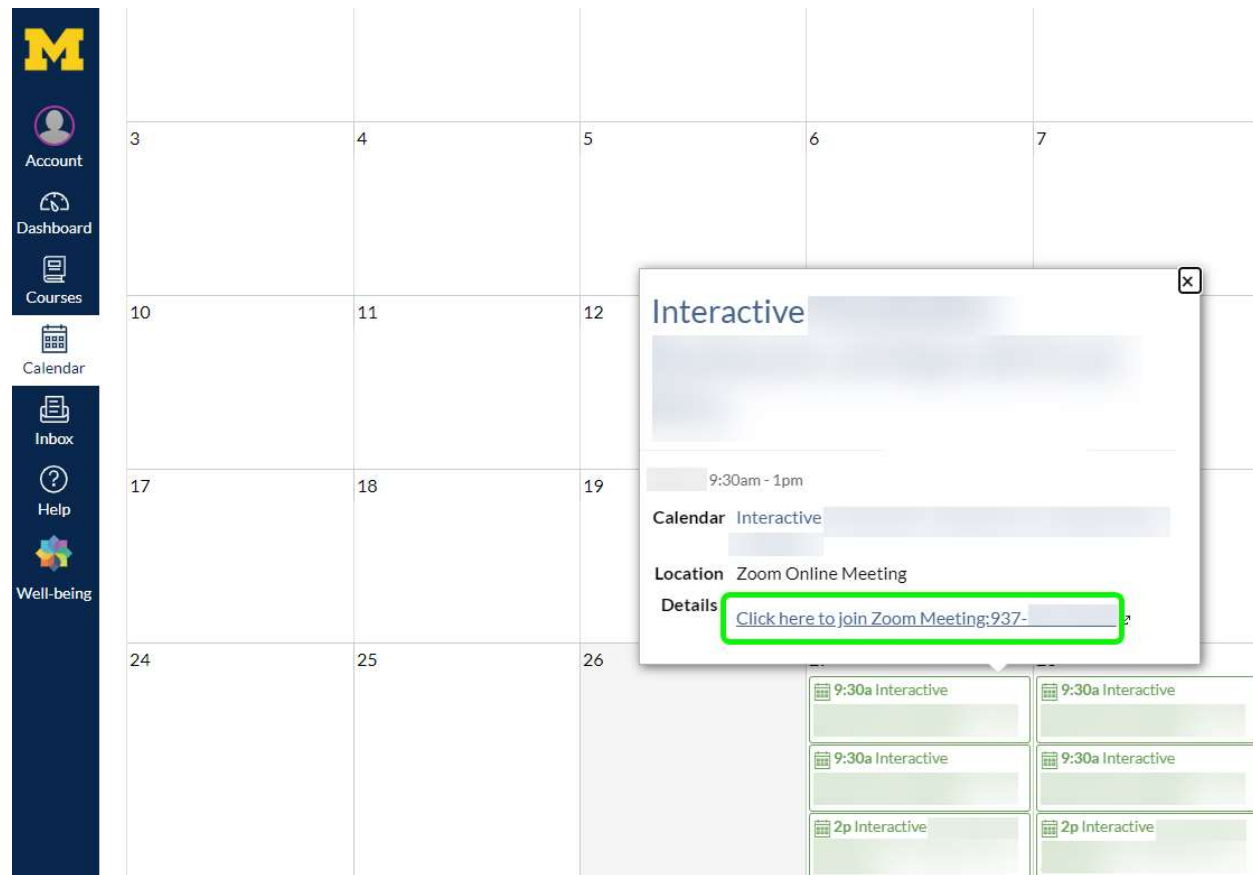 M
Account
Dashboard
Courses
Calendar
Inbox
Help
Well-being
3 4 5 6 7
10 11 12
17 18 19
24 25 26
Interactive
9:30am - 1pm
Calendar Interactive
Location Zoom Online Meeting
Details
Click here to join Zoom Meeting:937-
9:30a Interactive
9:30a Interactive
2p Interactive
9:30a Interactive
9:30a Interactive
2p Interactive